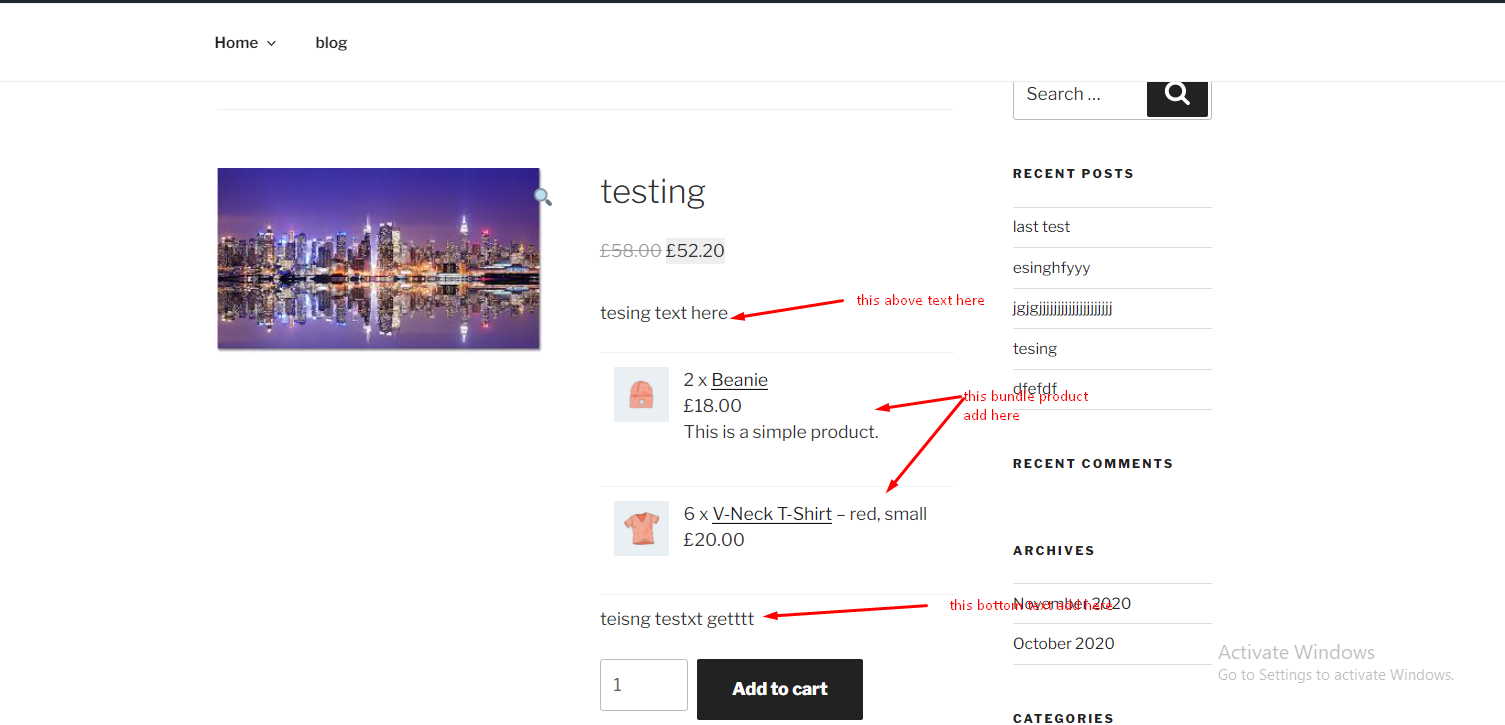 Home
blog
Search ...
testing
£58.00 £52.20
tesing text here
this above text here
2 x Beanie
£18.00
This is a simple product.
this bundle product
add here
6 x V-Neck T-Shirt – red, small
£20.00
teisng testxt getttt
this bottom text add here
1
Add to cart
RECENT POSTS
last test
esinghfyyy
jgjgjjjjjjjjjjjjjjjjjjjj
tesing
dfefdf
RECENT COMMENTS
ARCHIVES
November 2020
October 2020
CATEGORIES
Activate Windows
Go to Settings to activate Windows.